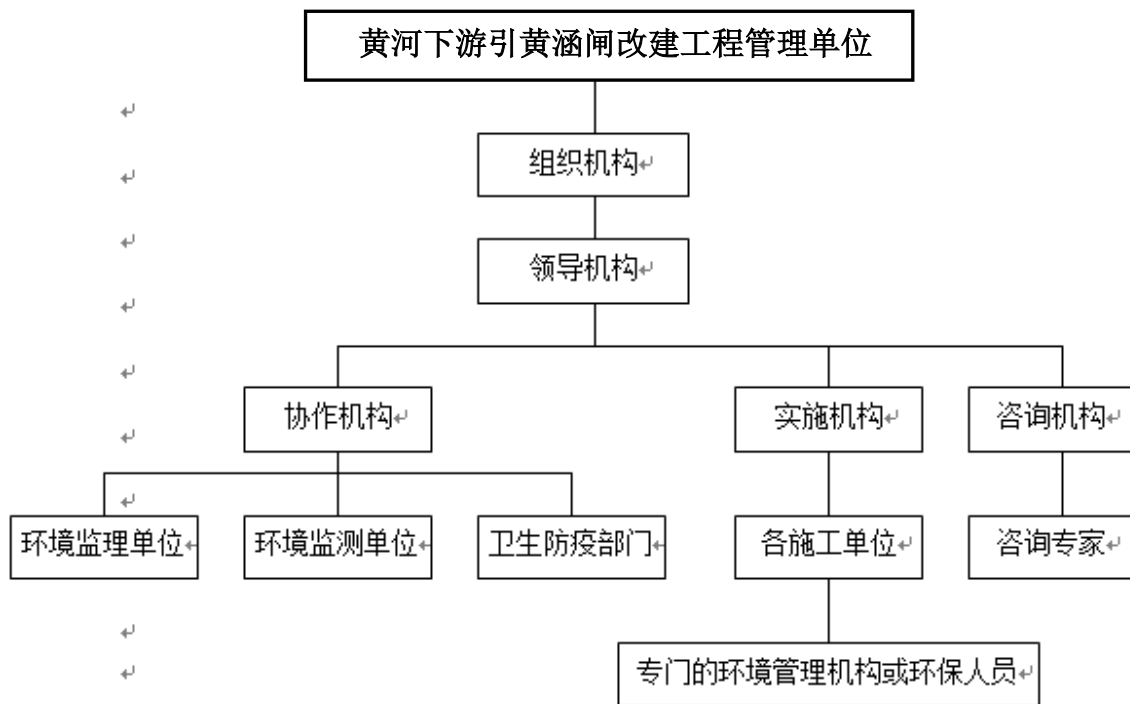 黄河下游引黄涵闸改建工程管理单位
组织机构
领导机构
协作机构
实施机构
咨询机构
环境监理单位
环境监测单位
卫生防疫部门
各施工单位
咨询专家
专门的环境管理机构或环保人员